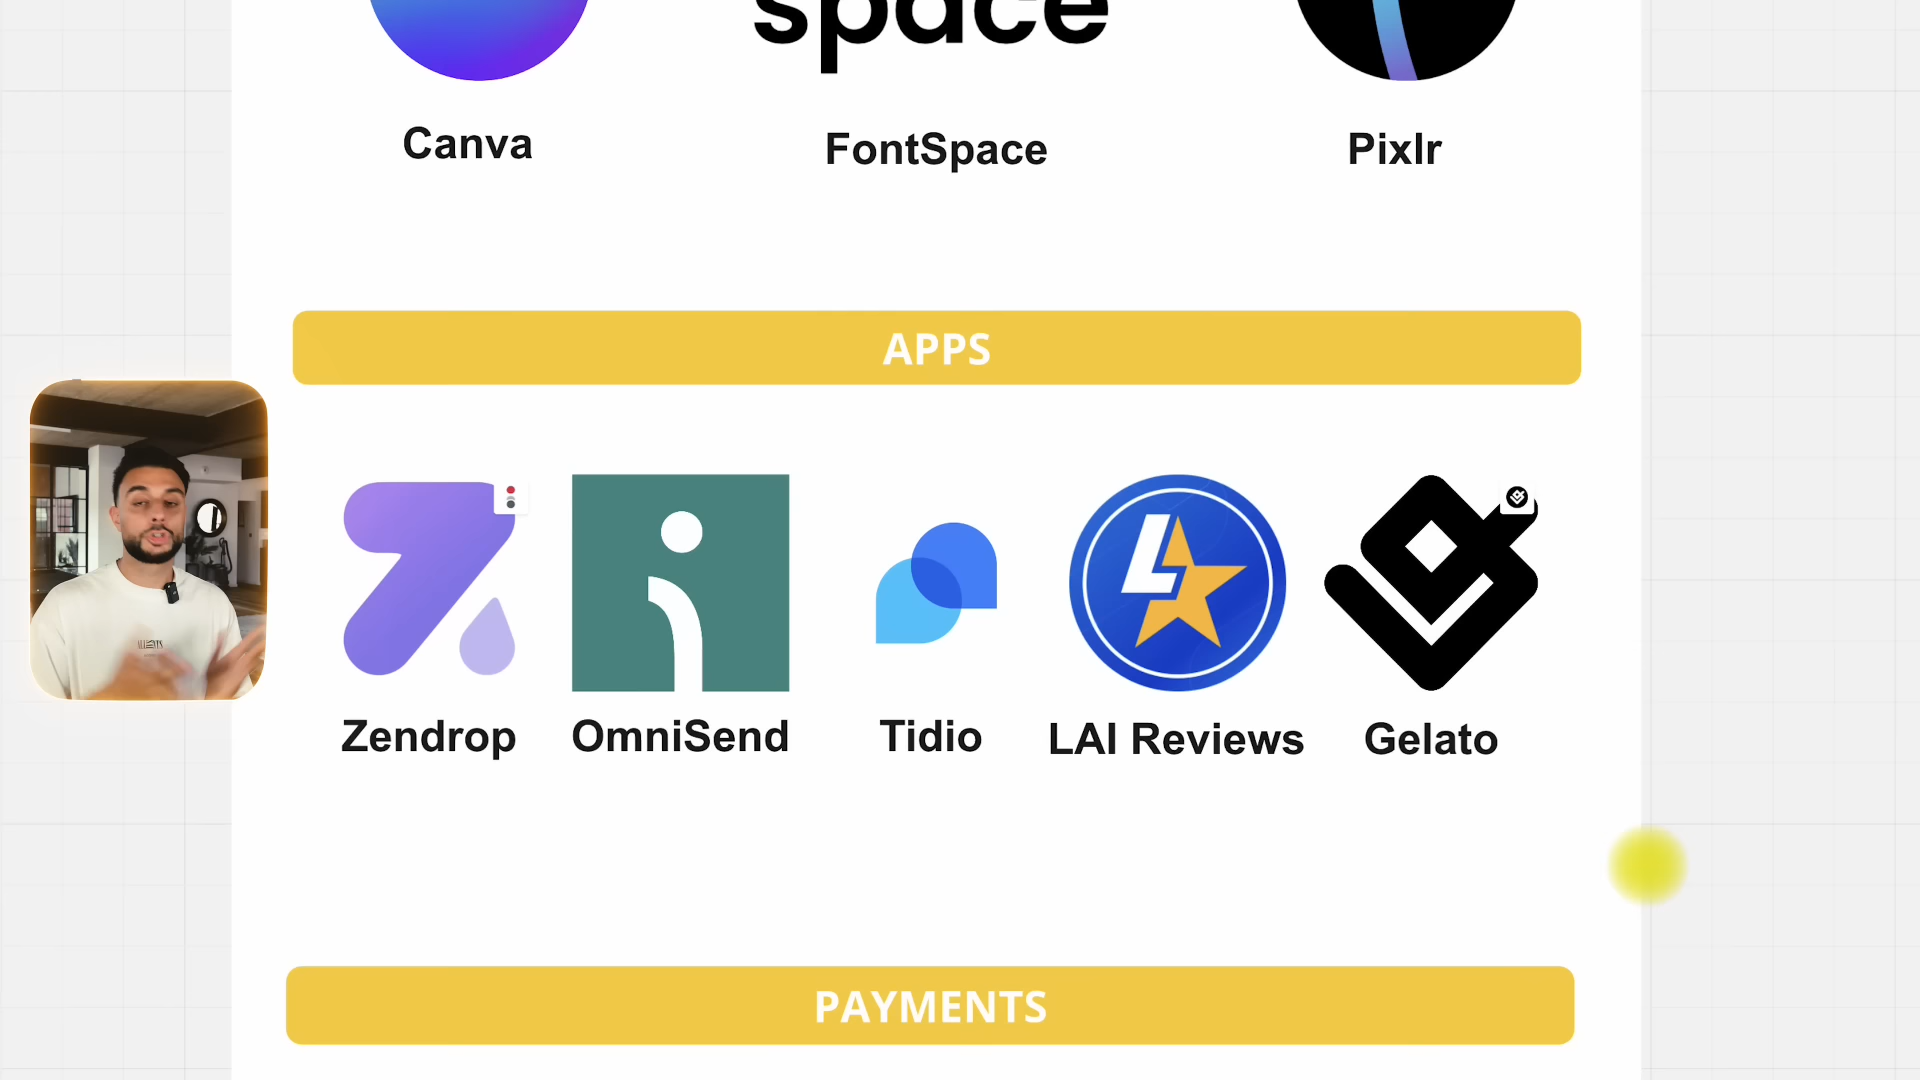 space
Canva
FontSpace
Pixlr
APPS
L
Zendrop
OmniSend
Tidio
LAI Reviews
Gelato
PAYMENTS